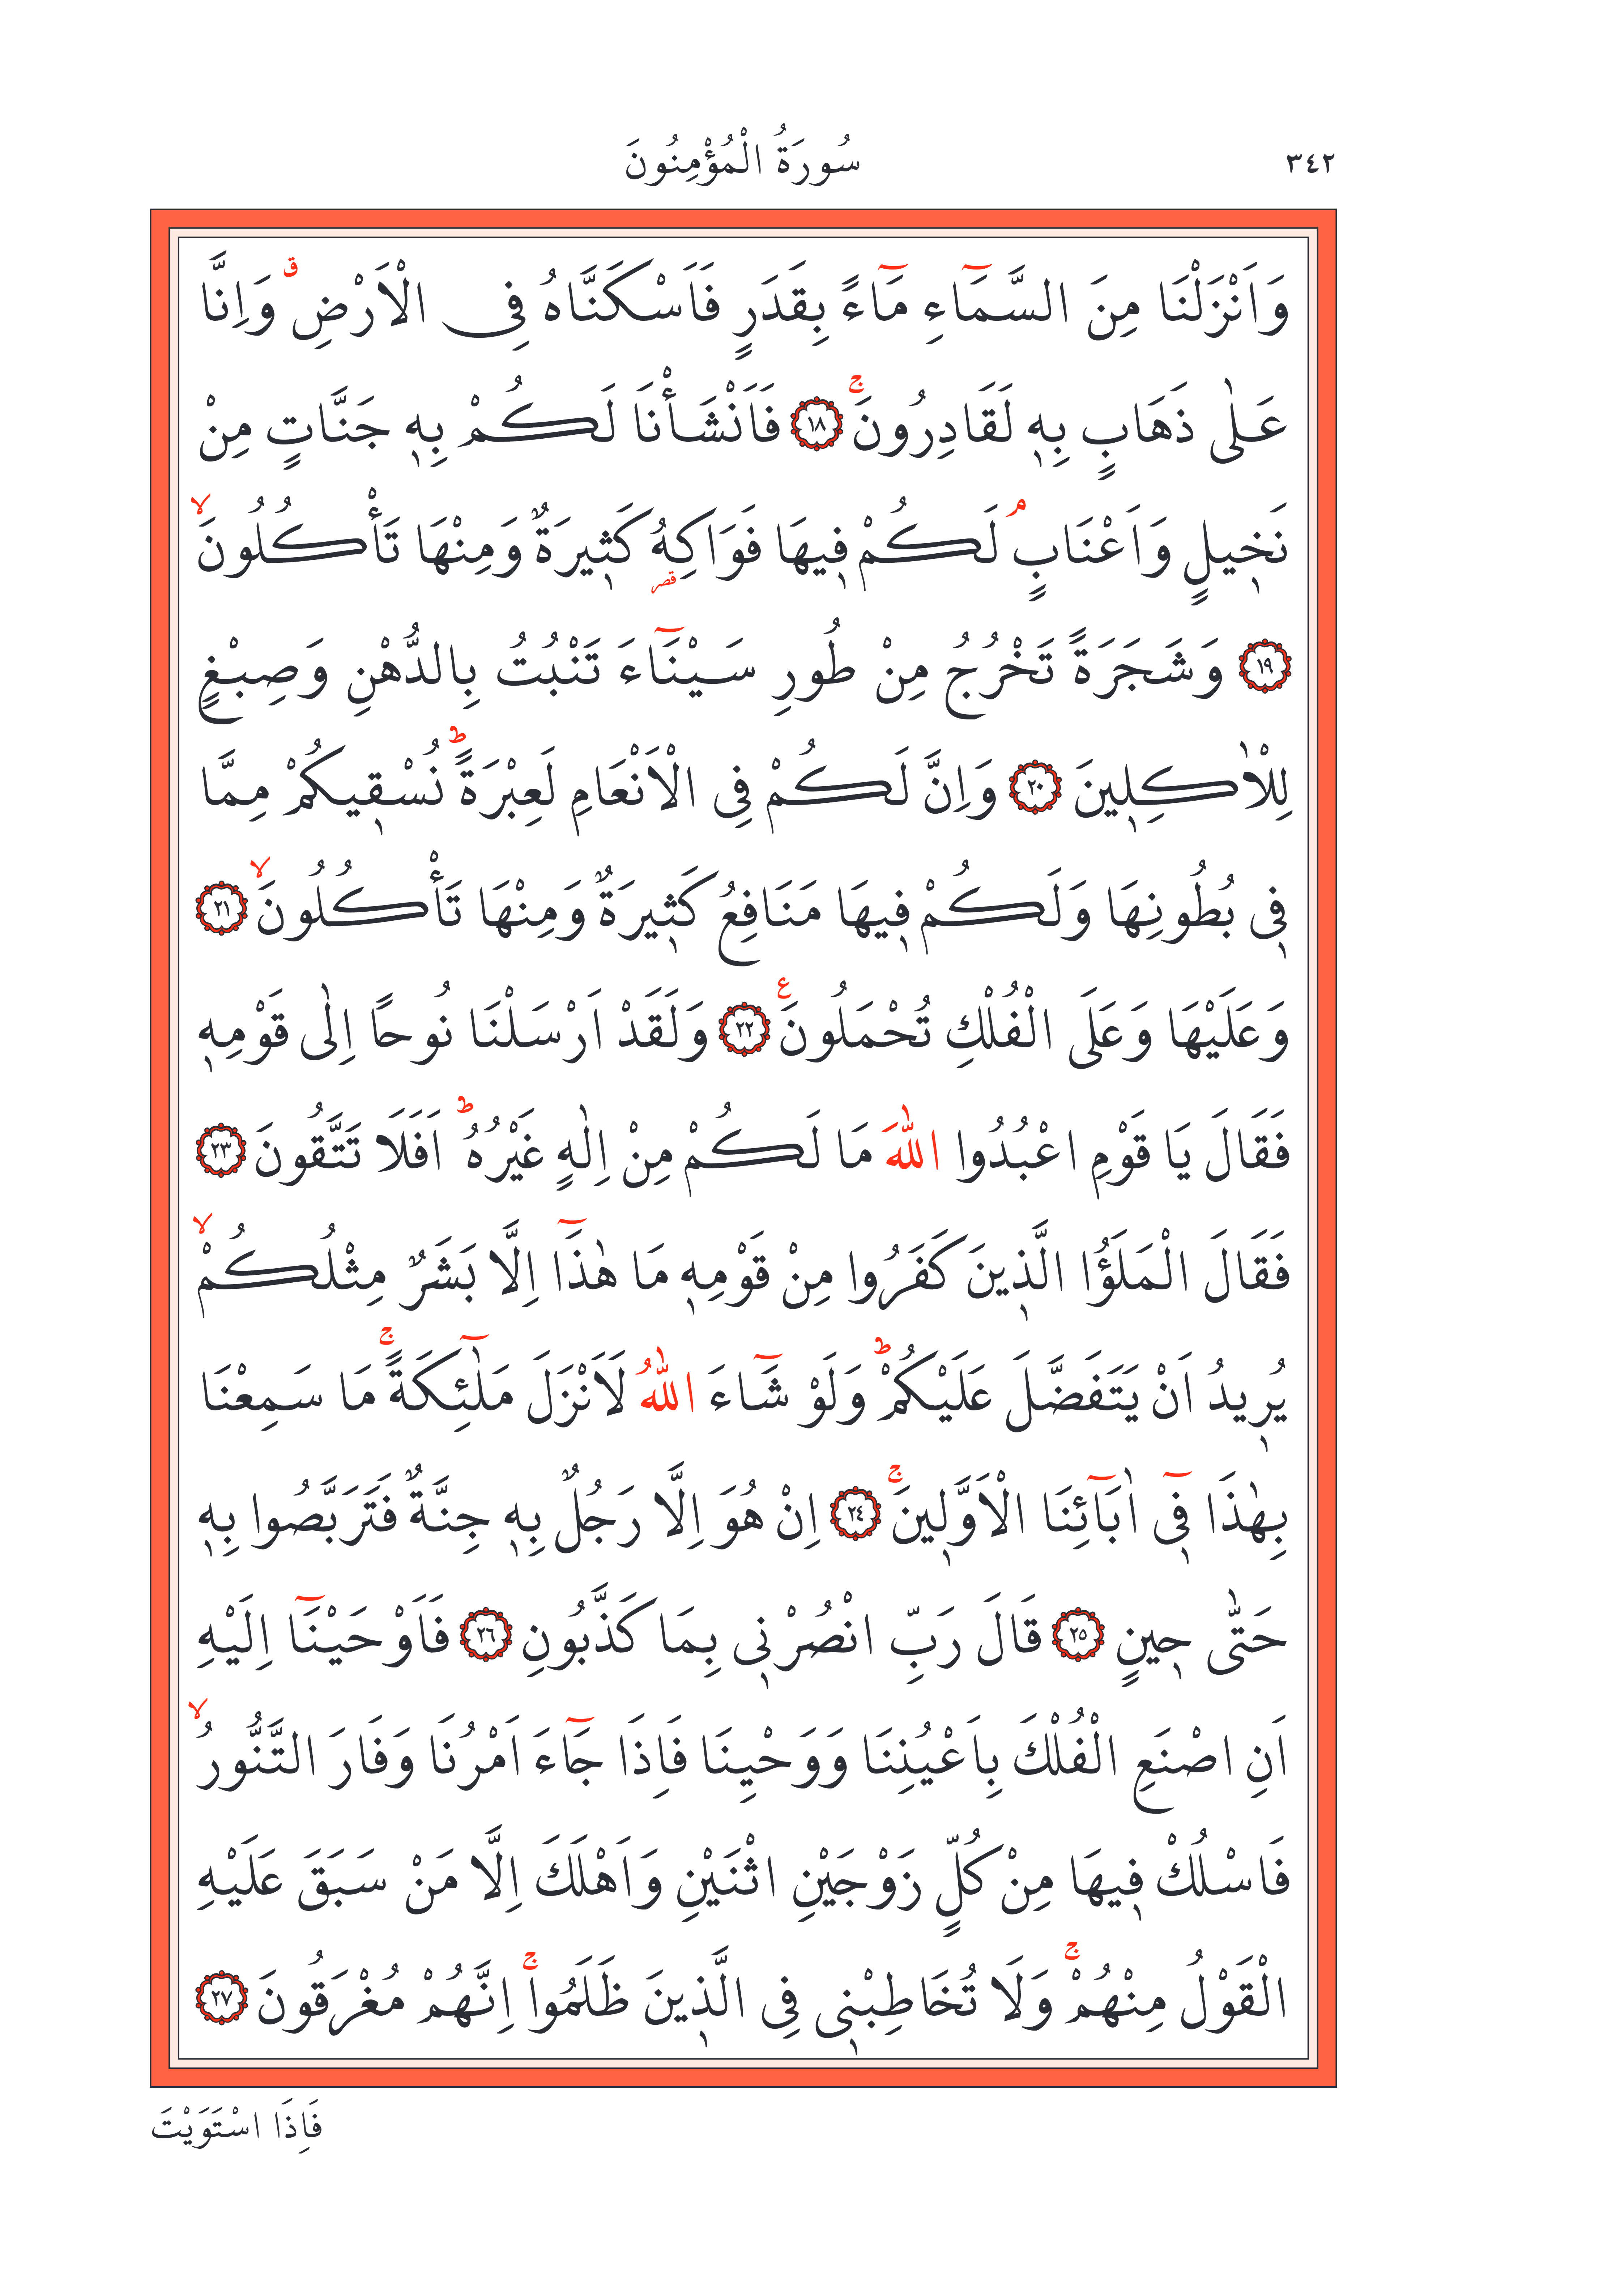 ٣٤٢
سُورَةُ الْمُؤْمِنُونَ
وَاَنْزَلْنَا مِنَ السَّمَٓاءِ مَٓاءً بِقَدَرٍ فَاَسْكَنَّاهُ فِى الْاَرْضِۗ وَاِنَّا
عَلٰى ذَهَابٍ بِهٖ لَقَادِرُونَۚ ﴿١٨﴾ فَاَنْشَأْنَا لَكُمْ بِهٖ جَنَّاتٍ مِنْ
نَخٖيلٍ وَاَعْنَابٍۢ لَكُمْ فٖيهَا فَوَاكِهُ كَثٖيرَةٌ وَمِنْهَا تَأْكُلُونَۙ
﴿١٩﴾ وَشَجَرَةً تَخْرُجُ مِنْ طُورِ سَيْنَٓاءَ تَنْبُتُ بِالدُّهْنِ وَصِبْغٍ
لِلْاٰكِلٖينَ ﴿٢٠﴾ وَاِنَّ لَكُمْ فِى الْاَنْعَامِ لَعِبْرَةًؕ نُسْقٖيكُمْ مِمَّا
فٖى بُطُونِهَا وَلَكُمْ فٖيهَا مَنَافِعُ كَثٖيرَةٌ وَمِنْهَا تَأْكُلُونَۙ ﴿٢١﴾
وَعَلَيْهَا وَعَلَى الْفُلْكِ تُحْمَلُونَࣖ ﴿٢٢﴾ وَلَقَدْ اَرْسَلْنَا نُوحًا اِلٰى قَوْمِهٖ
فَقَالَ يَا قَوْمِ اعْبُدُوا اللّٰهَ مَا لَكُمْ مِنْ اِلٰهٍ غَيْرُهُؕ اَفَلَا تَتَّقُونَ ﴿٢٣﴾
فَقَالَ الْمَلَؤُا الَّذٖينَ كَفَرُوا مِنْ قَوْمِهٖ مَا هٰذَٓا اِلَّا بَشَرٌ مِثْلُكُمْۙ
يُرٖيدُ اَنْ يَتَفَضَّلَ عَلَيْكُمْؕ وَلَوْ شَٓاءَ اللّٰهُ لَاَنْزَلَ مَلٰٓئِكَةًۚ مَا سَمِعْنَا
بِهٰذَا فٖٓى اٰبَٓائِنَا الْاَوَّلٖينَۚ ﴿٢٤﴾ اِنْ هُوَ اِلَّا رَجُلٌ بِهٖ جِنَّةٌ فَتَرَبَّصُوا بِهٖ
حَتّٰى حٖينٍ ﴿٢٥﴾ قَالَ رَبِّ انْصُرْنٖى بِمَا كَذَّبُونِ ﴿٢٦﴾ فَاَوْحَيْنَٓا اِلَيْهِ
اَنِ اصْنَعِ الْفُلْكَ بِاَعْيُنِنَا وَوَحْيِنَا فَاِذَا جَٓاءَ اَمْرُنَا وَفَارَ التَّنُّورُۙ
فَاسْلُكْ فٖيهَا مِنْ كُلٍّ زَوْجَيْنِ اثْنَيْنِ وَاَهْلَكَ اِلَّا مَنْ سَبَقَ عَلَيْهِ
الْقَوْلُ مِنْهُمْۚ وَلَا تُخَاطِبْنٖى فِى الَّذٖينَ ظَلَمُواۚ اِنَّهُمْ مُغْرَقُونَ ﴿٢٧﴾
فَاِذَا اسْتَوَيْتَ